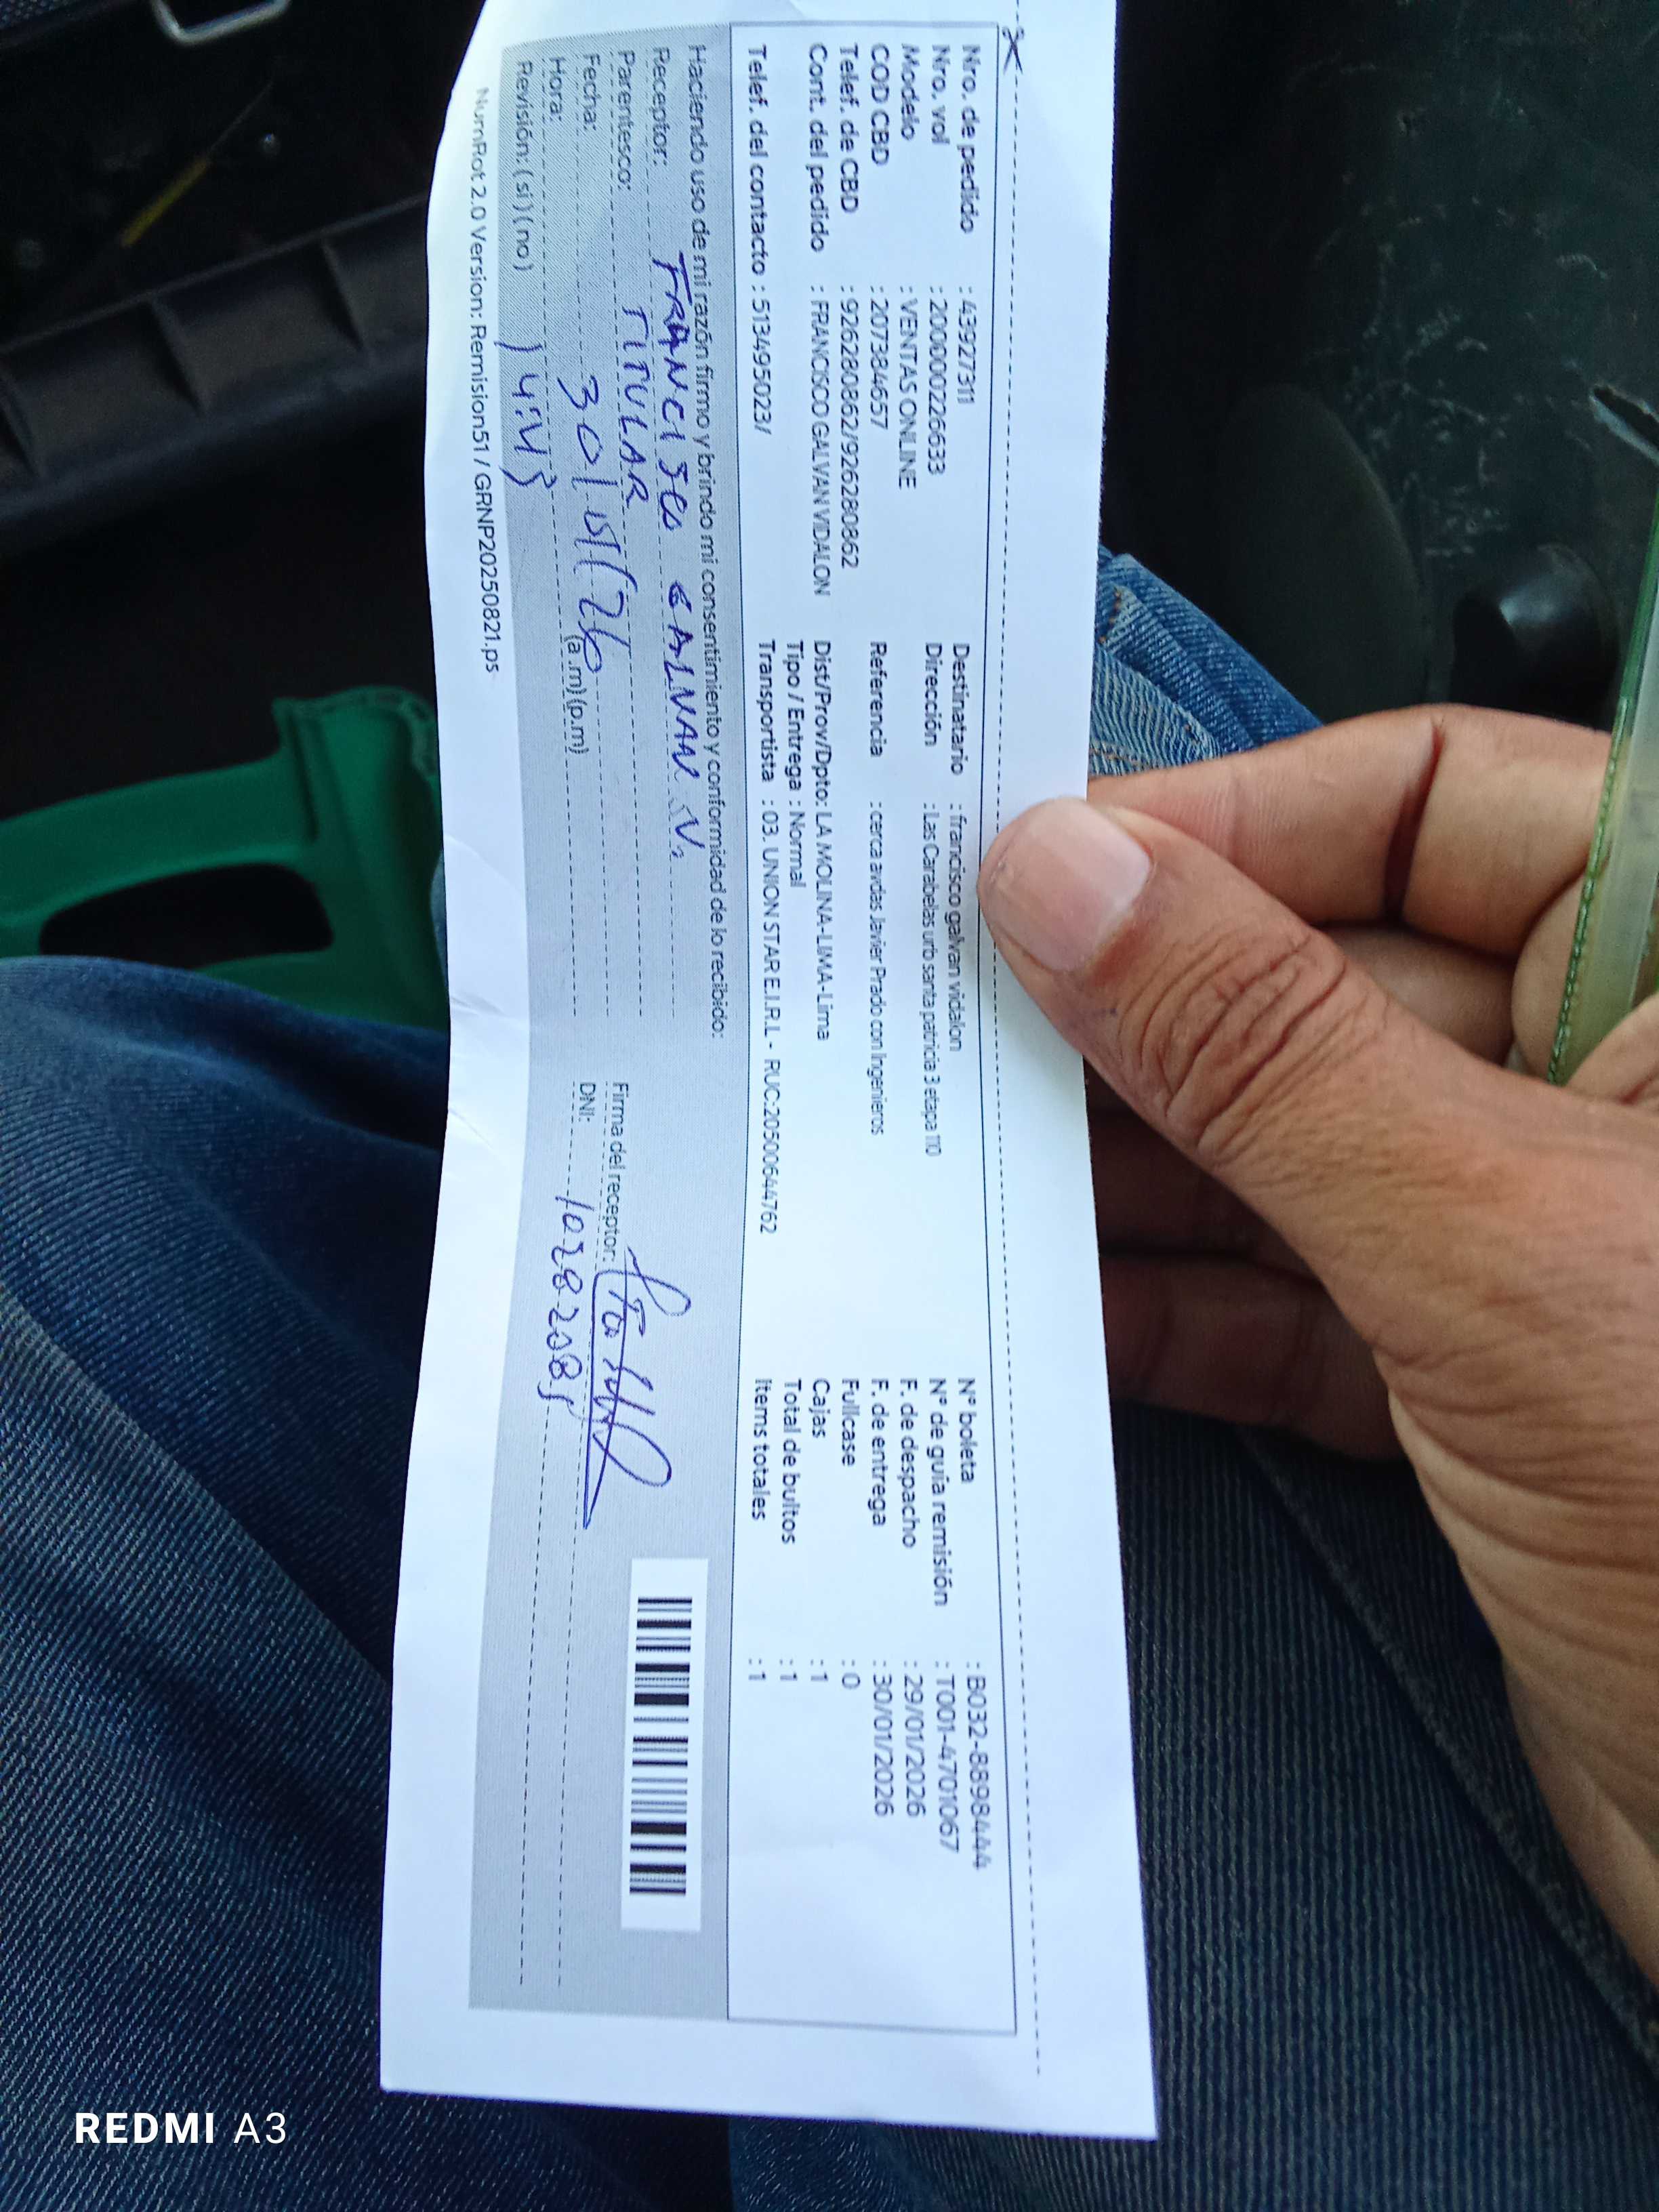 Nro. de pedido : 43927311
Nro. vol : 2000000226633
Modelo : VENTAS ONLINE
COD CBD : 207384657
Telef. de CBD : 926280862/926280862
Cont. del pedido : FRANCISCO GALVAN VIDALON
Telef. del contacto : 513495023/
Destinatario : francisco galvan vidalon
Dirección : Las Carabelas urb santa patricia 3 etapa 110
Referencia : cerca avdas Javier Prado con Ingenieros
Dist/Prov/Dpto: LA MOLINA-LIMA-Lima
Tipo / Entrega : Normal
Transportista : 03. UNION STAR E.I.R.L - RUC:20500644762
N° boleta : B032-8898444
N° de guía remisión : T001-4701067
F. de despacho : 29/01/2026
F. de entrega : 30/01/2026
Fullcase : 0
Cajas : 1
Total de bultos : 1
Items totales : 1
Haciendo uso de mi razón firmo y brindo mi consentimiento y conformidad de lo recibido:
Receptor: FRANCISCO GALVAN V.
Parentesco: TITULAR
Fecha: 30/01/26
Hora: 14:45 (a.m)(p.m)
Revisión: (si) (no)
Firma del receptor:
DNI:
NumRot 2.0 Version: Remision51 / GRNP20250821.ps
REDMI A3